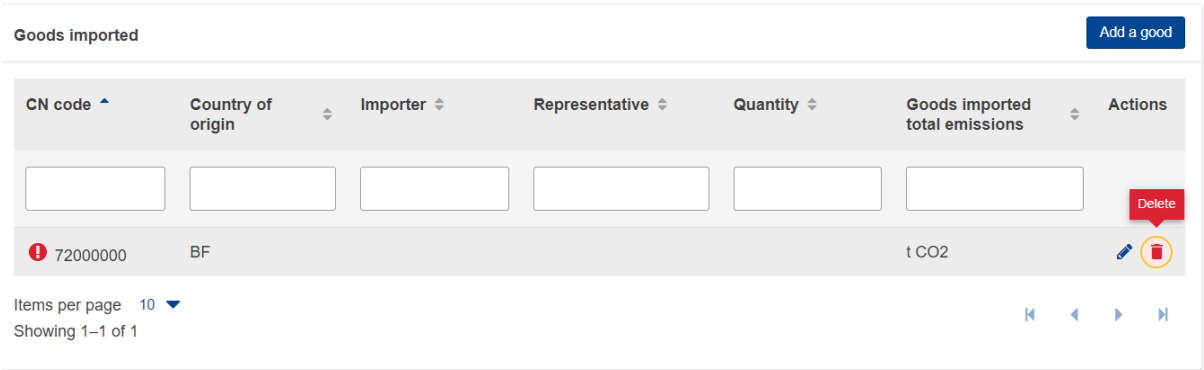 Goods imported
Add a good
CN code
Country of
origin
Importer
Representative
Quantity
Goods imported
total emissions
Actions
Delete
72000000
BF
t CO2
Items per page 10
Showing 1–1 of 1